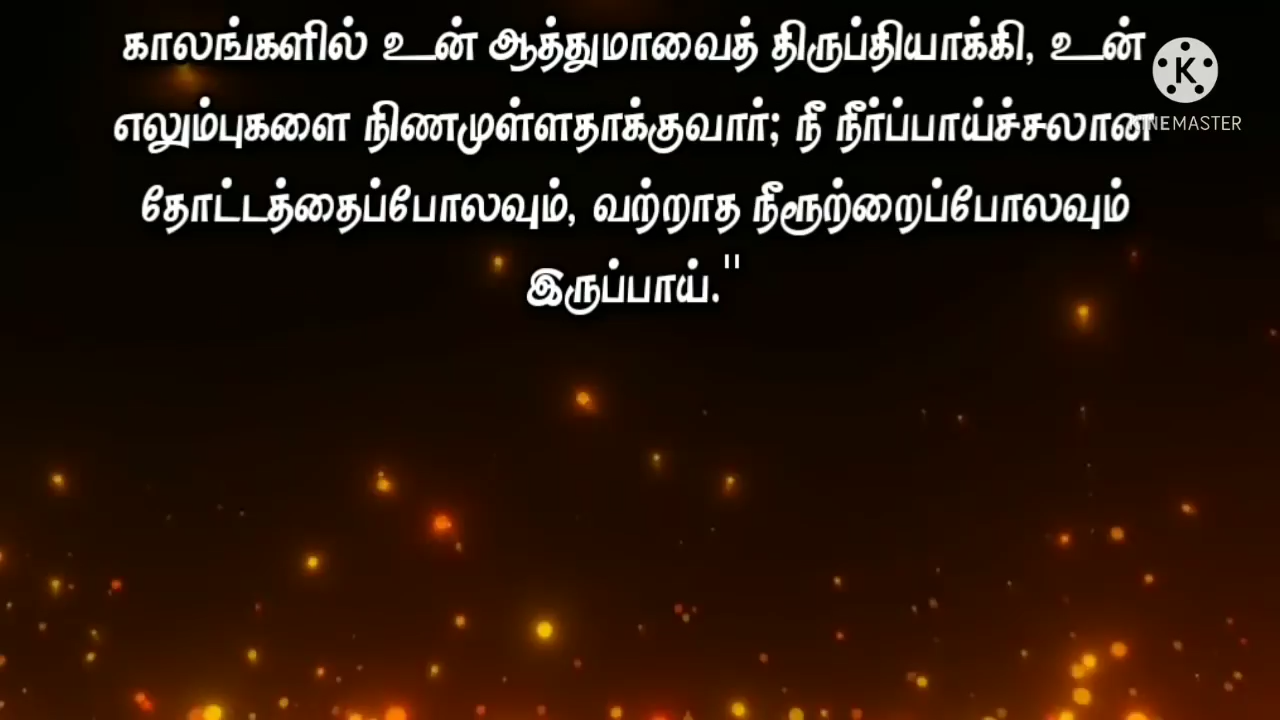 காலங்களில் உன் ஆத்துமாவைத் திருப்தியாக்கி, உன்
எலும்புகளை நிணமுள்ளதாக்குவார்; நீ நீர்ப்பாய்ச்சலான
தோட்டத்தைப்போலவும், வற்றாத நீரூற்றைப்போலவும்
இருப்பாய்."
K
KINEMASTER